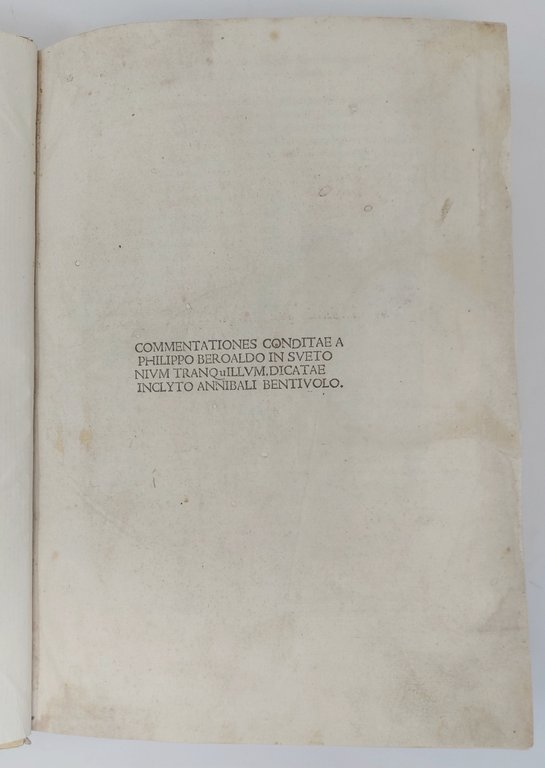 COMMENTATIONES CONDITAE A
PHILIPPO BEROALDO IN SVETO
NIVM TRANQuILLVM.DICATAE
INCLYTO ANNIBALI BENTIVOLO.